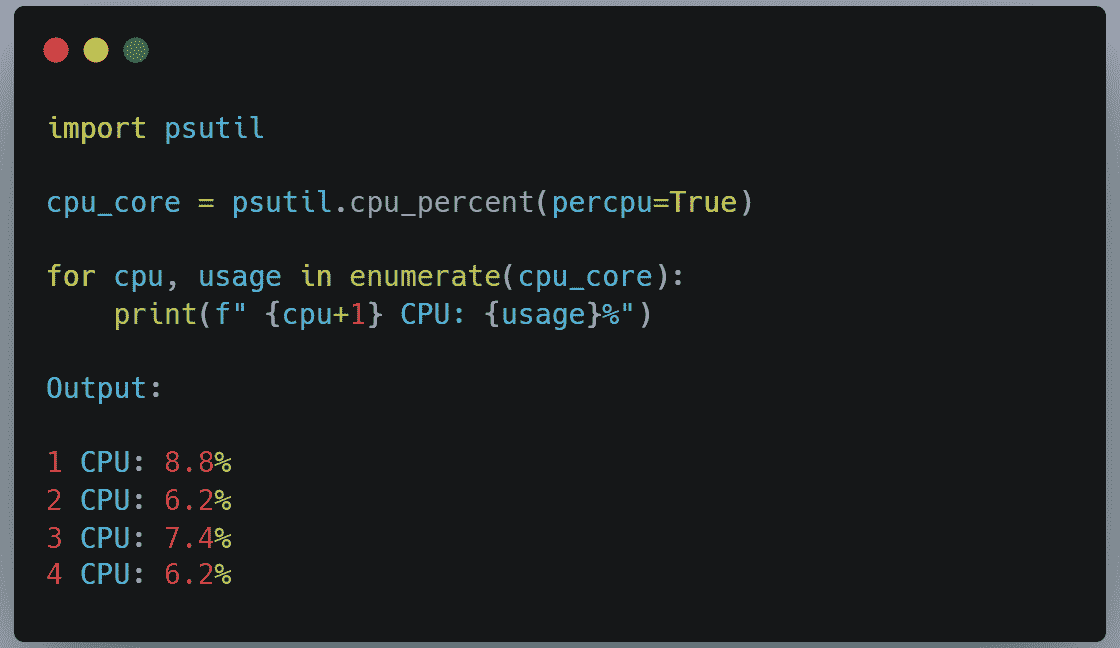 import psutil

cpu_core = psutil.cpu_percent(percpu=True)

for cpu, usage in enumerate(cpu_core):
    print(f" {cpu+1} CPU: {usage}%")

Output:

1 CPU: 8.8%
2 CPU: 6.2%
3 CPU: 7.4%
4 CPU: 6.2%